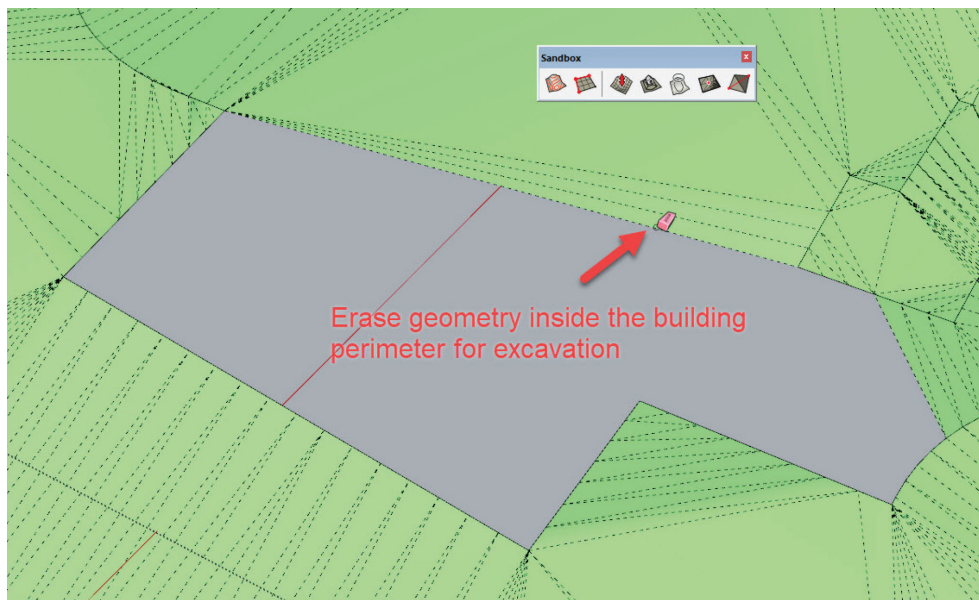 Sandbox
Erase geometry inside the building
perimeter for excavation